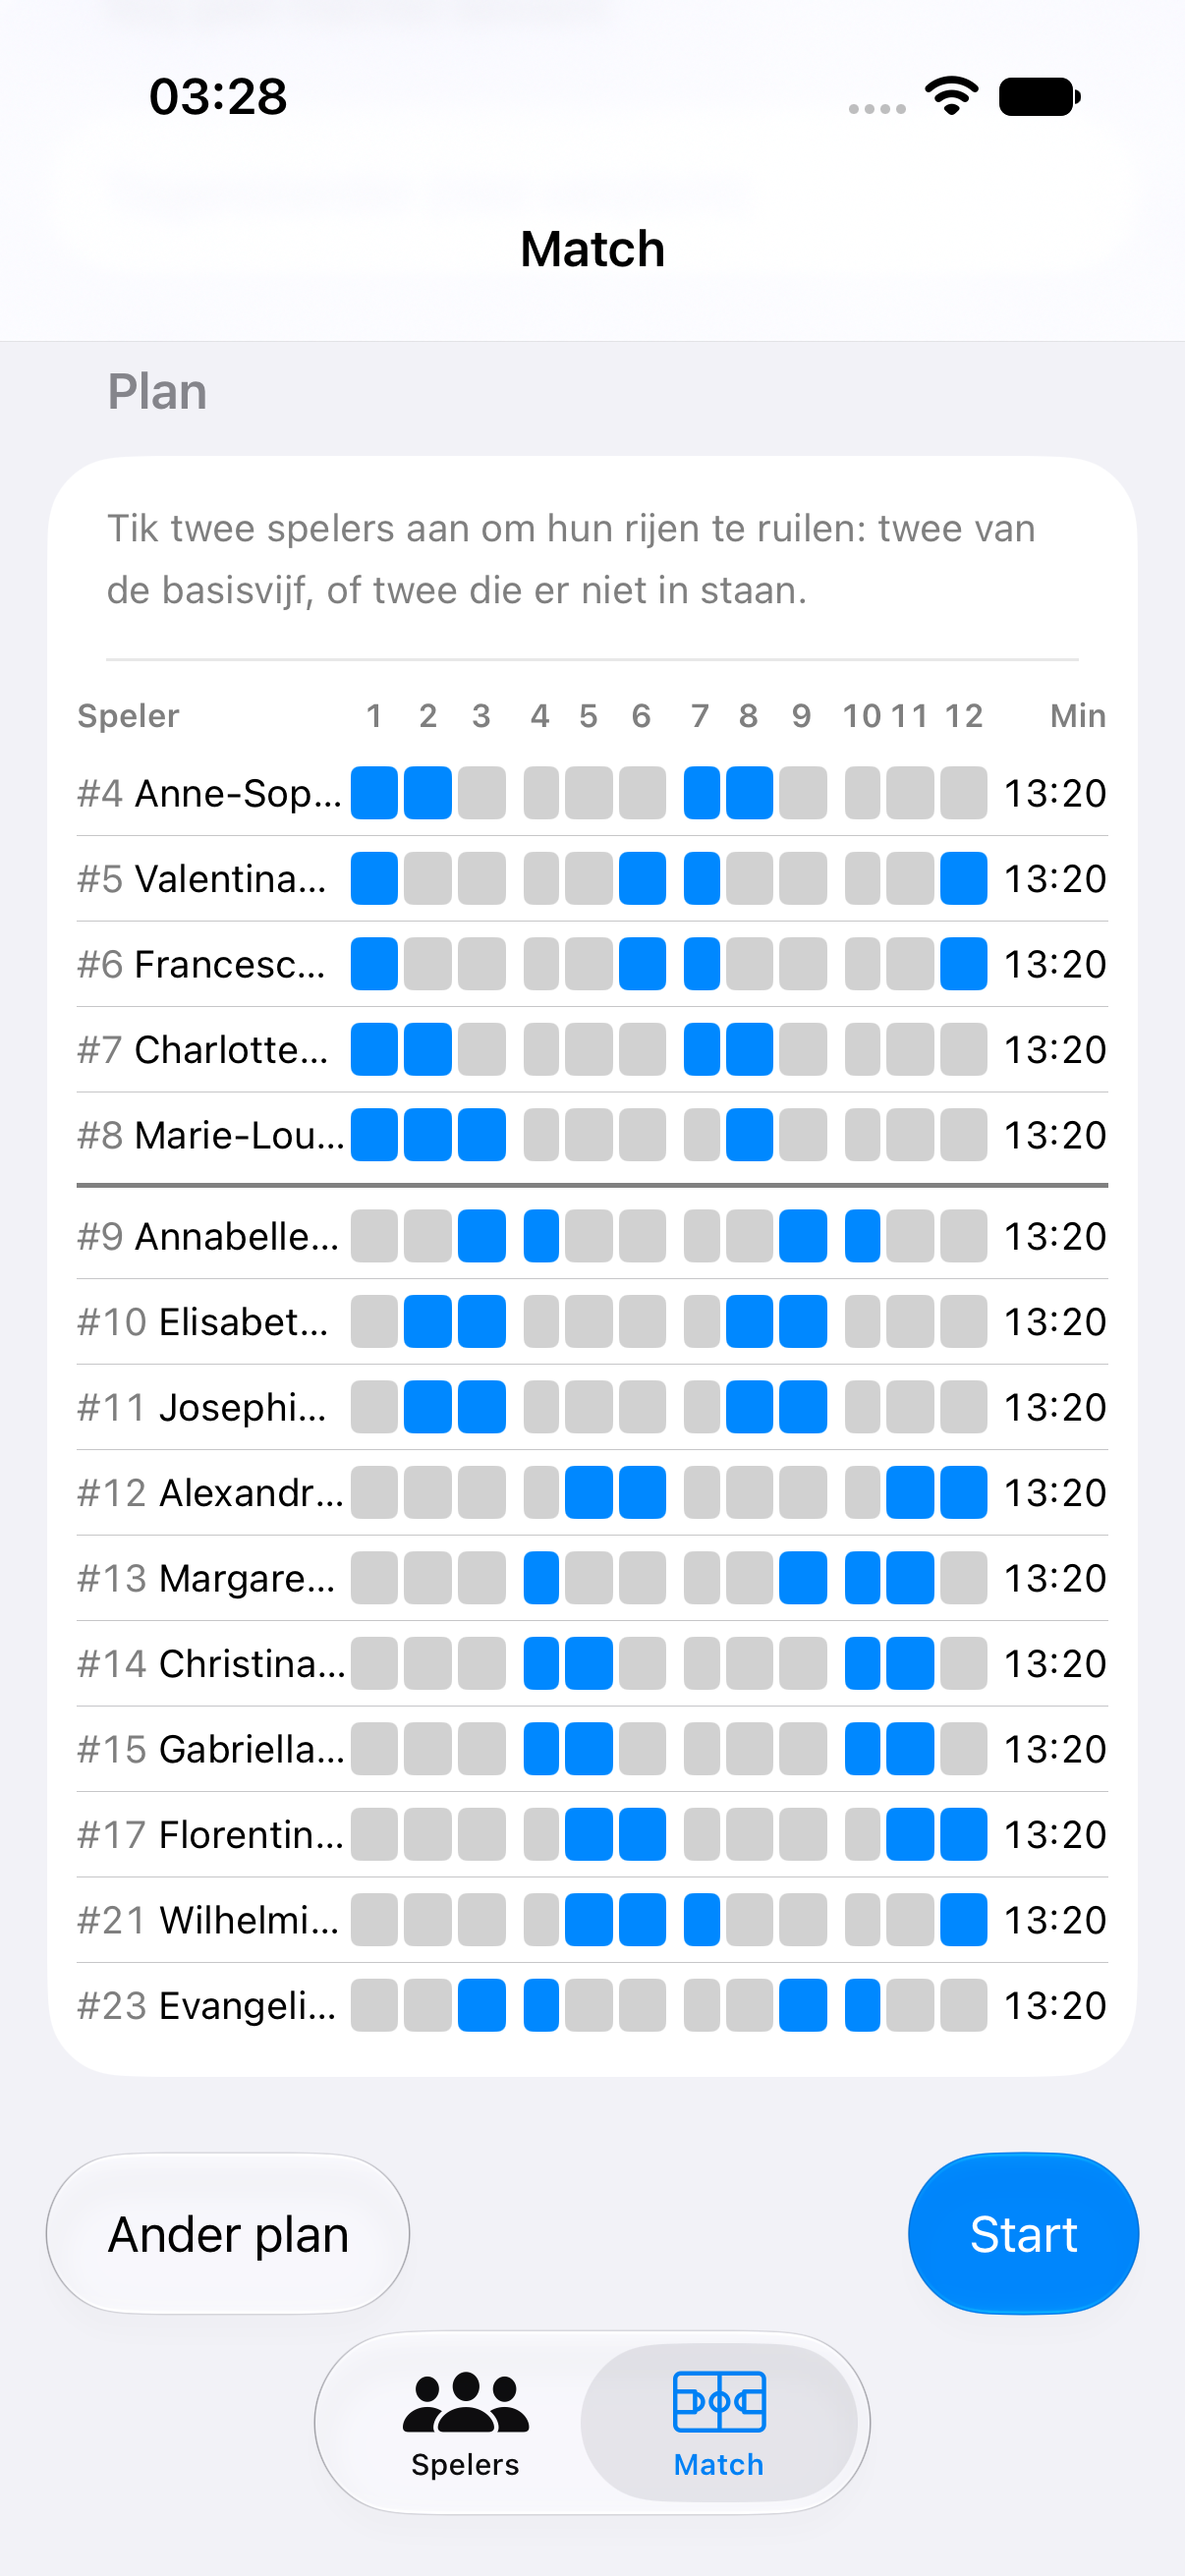 03:28
Match
Plan
Tik twee spelers aan om hun rijen te ruilen: twee van
de basisvijf, of twee die er niet in staan.
Speler 1 2 3 4 5 6 7 8 9 10 11 12 Min
#4 Anne-Sop... 13:20
#5 Valentina... 13:20
#6 Francesc... 13:20
#7 Charlotte... 13:20
#8 Marie-Lou... 13:20
#9 Annabelle... 13:20
#10 Elisabet... 13:20
#11 Josephi... 13:20
#12 Alexandr... 13:20
#13 Margare... 13:20
#14 Christina... 13:20
#15 Gabriella... 13:20
#17 Florentin... 13:20
#21 Wilhelmi... 13:20
#23 Evangeli... 13:20
Ander plan Start
Spelers Match